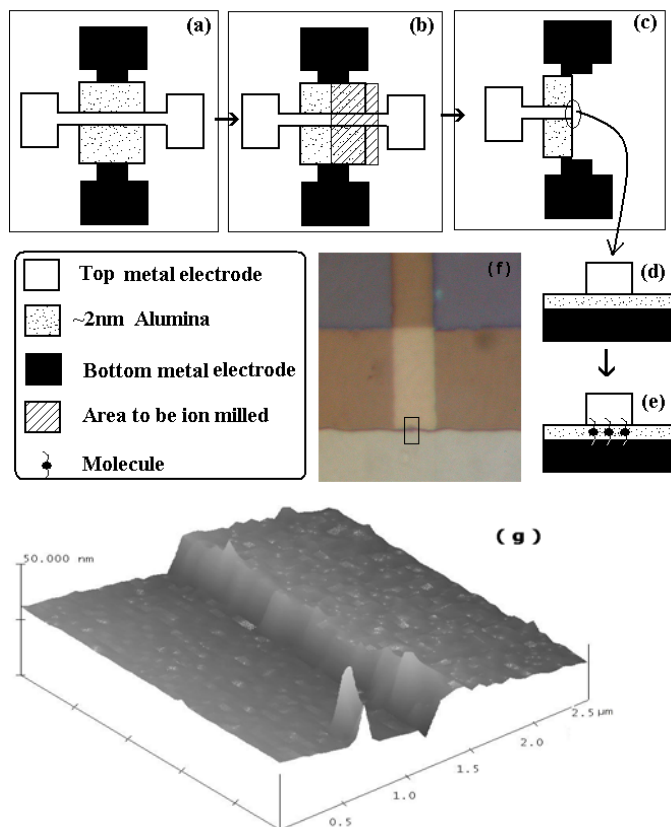 (a)
(b)
(c)
Top metal electrode
~2nm Alumina
Bottom metal electrode
Area to be ion milled
Molecule
(f)
(d)
(e)
(g)
50.000 nm
2.5 μm
2.0
1.5
1.0
0.5